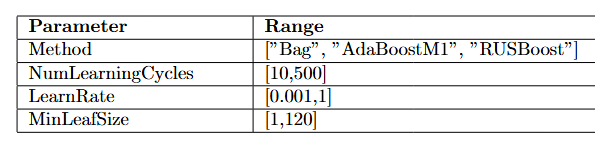 Parameter Range
Method ["Bag", "AdaBoostM1", "RUSBoost"]
NumLearningCycles [10,500]
LearnRate [0.001,1]
MinLeafSize [1,120]